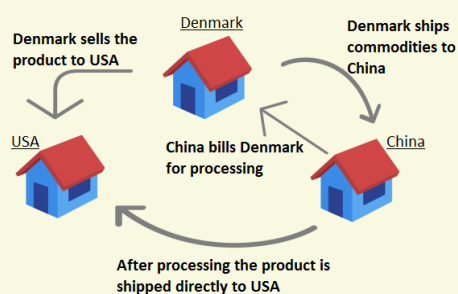 Denmark
Denmark sells the
product to USA
Denmark ships
commodities to
China
USA
China
China bills Denmark
for processing
After processing the product is
shipped directly to USA